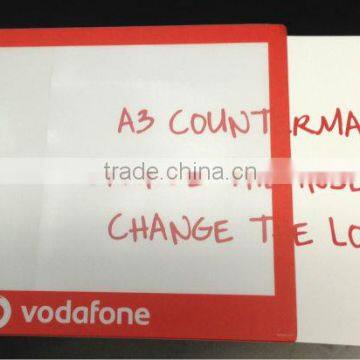 A3 COUNTERMA
trade.china.cn
CHANGE THE LO
vodafone